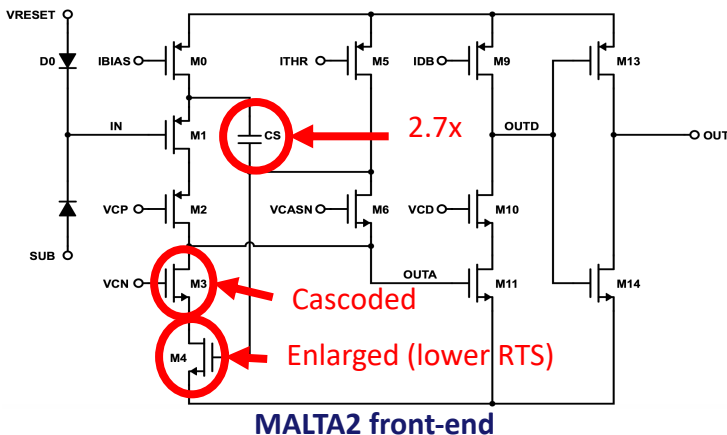 VRESET
D0
IBIAS
M0
ITHR
M5
IDB
M9
M13
IN
M1
CS
2.7x
OUTD
OUT
VCP
M2
VCASN
M6
VCD
M10
SUB
OUTA
M11
M14
VCN
M3
Cascoded
M4
Enlarged (lower RTS)
MALTA2 front-end